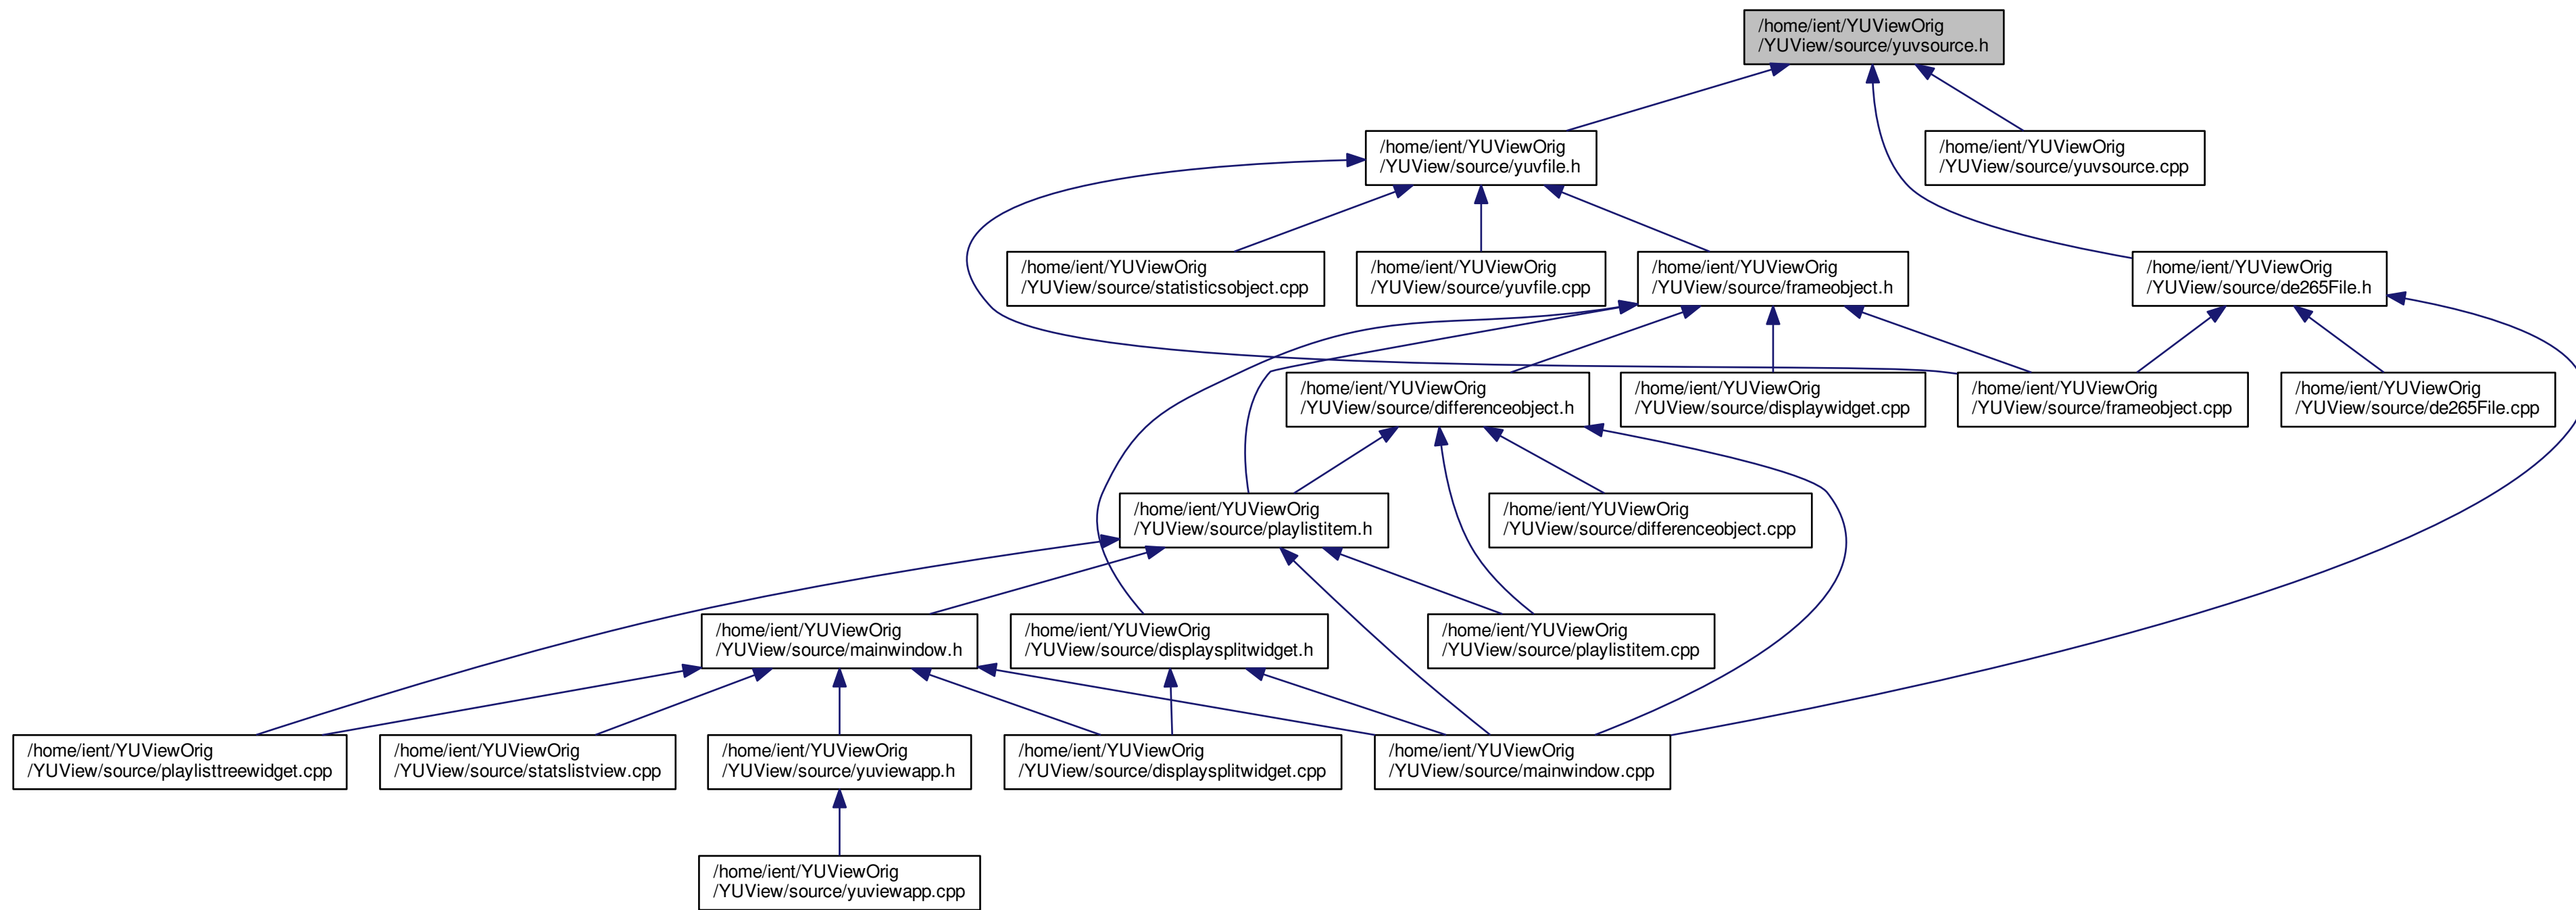 /home/ient/YUViewOrig
/YUView/source/yuvsource.h
/home/ient/YUViewOrig
/YUView/source/yuvfile.h
/home/ient/YUViewOrig
/YUView/source/yuvsource.cpp
/home/ient/YUViewOrig
/YUView/source/statisticsobject.cpp
/home/ient/YUViewOrig
/YUView/source/yuvfile.cpp
/home/ient/YUViewOrig
/YUView/source/frameobject.h
/home/ient/YUViewOrig
/YUView/source/de265File.h
/home/ient/YUViewOrig
/YUView/source/differenceobject.h
/home/ient/YUViewOrig
/YUView/source/displaywidget.cpp
/home/ient/YUViewOrig
/YUView/source/frameobject.cpp
/home/ient/YUViewOrig
/YUView/source/de265File.cpp
/home/ient/YUViewOrig
/YUView/source/playlistitem.h
/home/ient/YUViewOrig
/YUView/source/differenceobject.cpp
/home/ient/YUViewOrig
/YUView/source/mainwindow.h
/home/ient/YUViewOrig
/YUView/source/displaysplitwidget.h
/home/ient/YUViewOrig
/YUView/source/playlistitem.cpp
/home/ient/YUViewOrig
/YUView/source/playlisttreewidget.cpp
/home/ient/YUViewOrig
/YUView/source/statslistview.cpp
/home/ient/YUViewOrig
/YUView/source/yuviewapp.h
/home/ient/YUViewOrig
/YUView/source/displaysplitwidget.cpp
/home/ient/YUViewOrig
/YUView/source/mainwindow.cpp
/home/ient/YUViewOrig
/YUView/source/yuviewapp.cpp